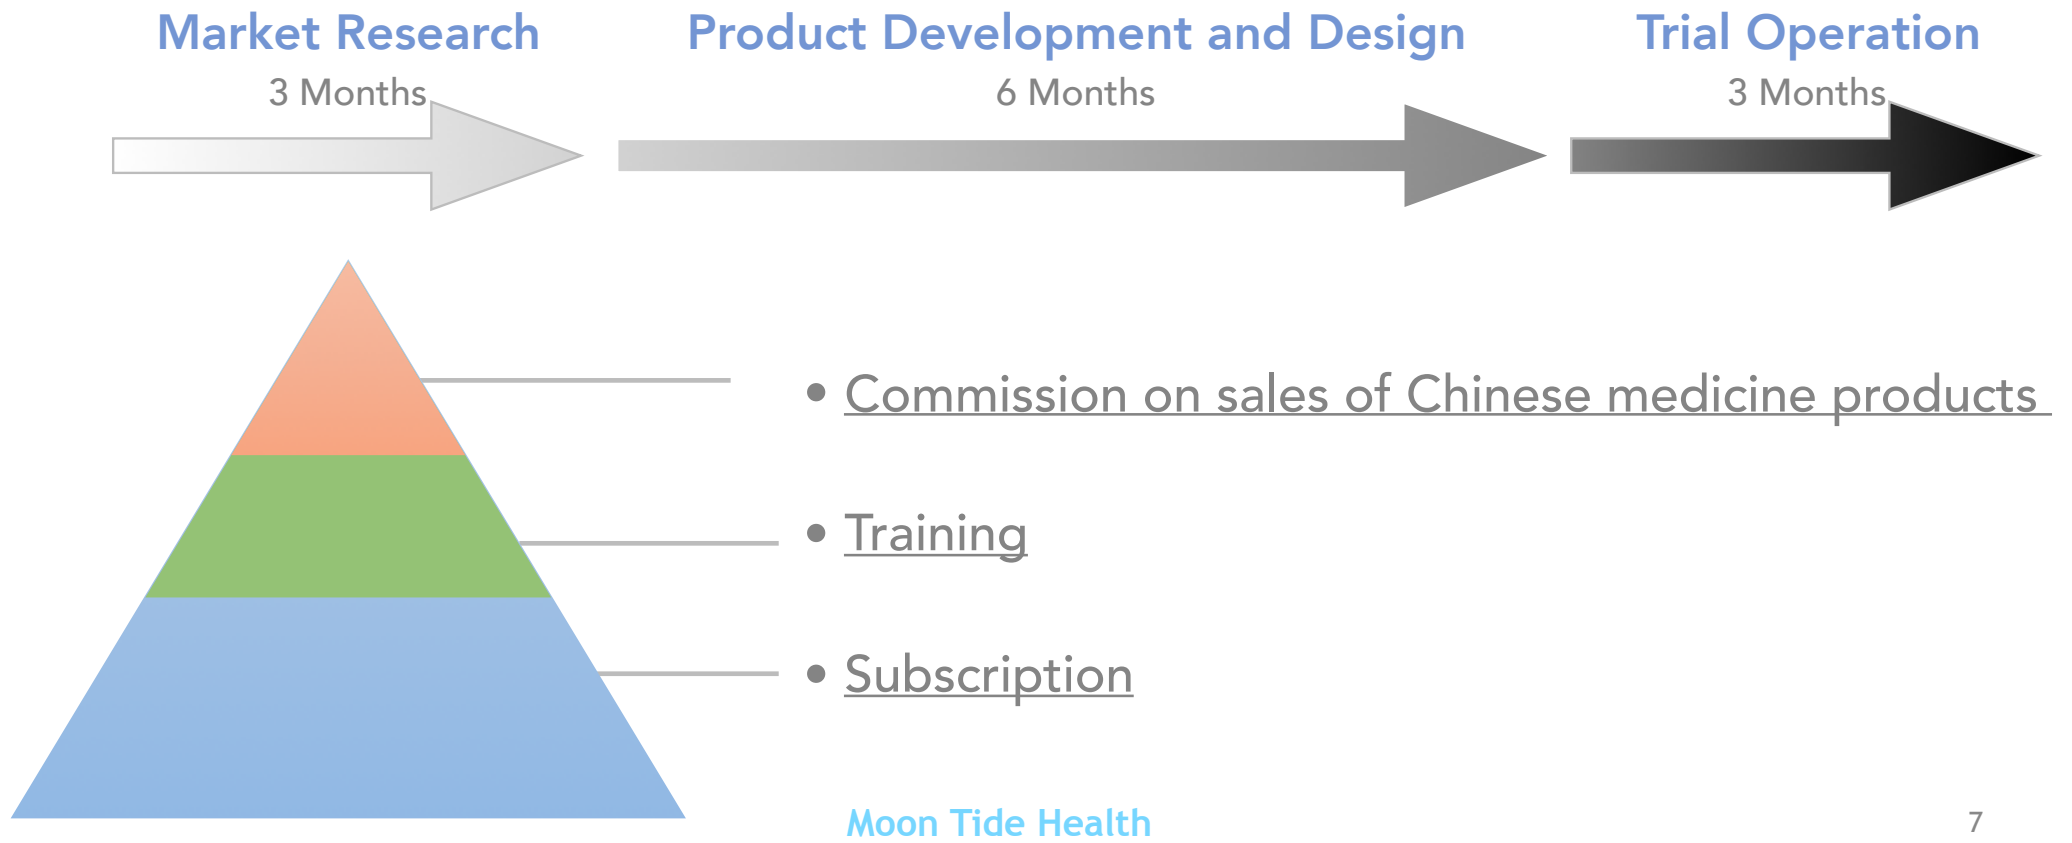 Market Research
3 Months
Product Development and Design
6 Months
Trial Operation
3 Months
• Commission on sales of Chinese medicine products
• Training
• Subscription
Moon Tide Health
7